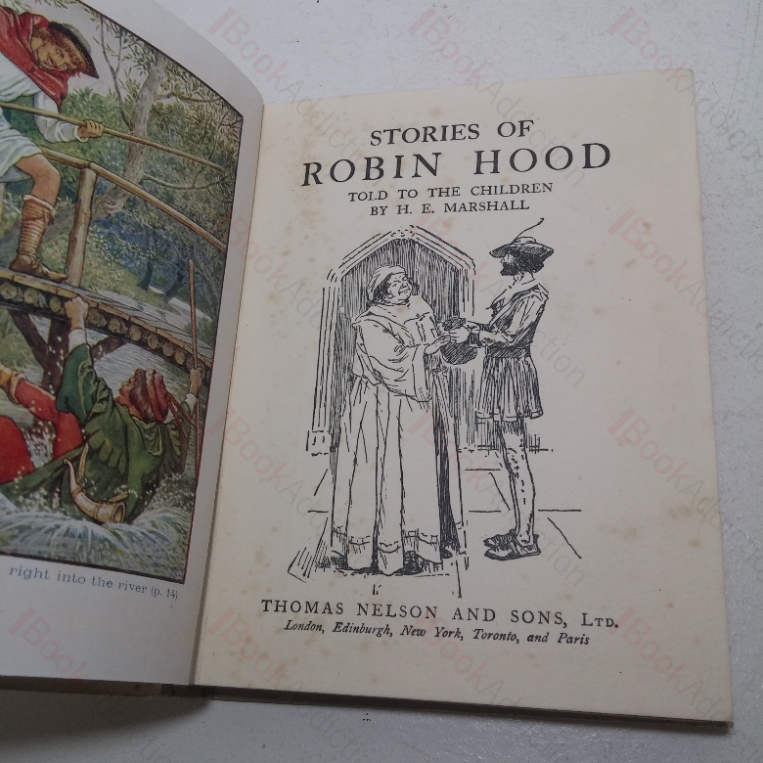 right into the river (p. 14)
STORIES OF
ROBIN HOOD
TOLD TO THE CHILDREN
BY H. E. MARSHALL
THOMAS NELSON AND SONS, LTD.
London, Edinburgh, New York, Toronto, and Paris
BookAddiction